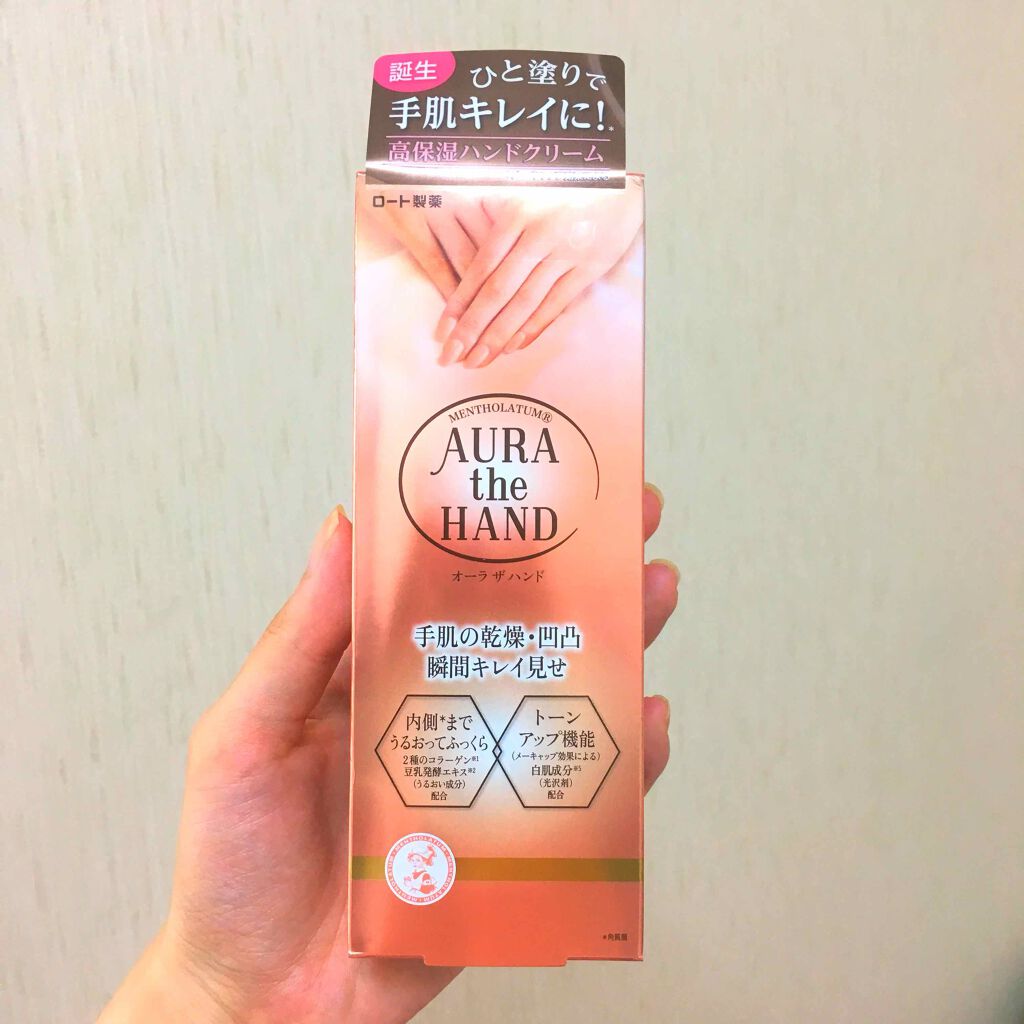 誕生
ひと塗りで
手肌キレイに!*
高保湿ハンドクリーム
ロート製薬
MENTHOLATUM®
AURA
the
HAND
オーラ ザ ハンド
手肌の乾燥・凹凸
瞬間キレイ見せ
内側*まで
うるおってふっくら
2種のコラーゲン※1
豆乳発酵エキス※2
(うるおい成分)
配合
トーン
アップ機能
(メーキャップ効果による)
白肌成分※5
(光沢剤)
配合
MENTHOLATUM
*角質層